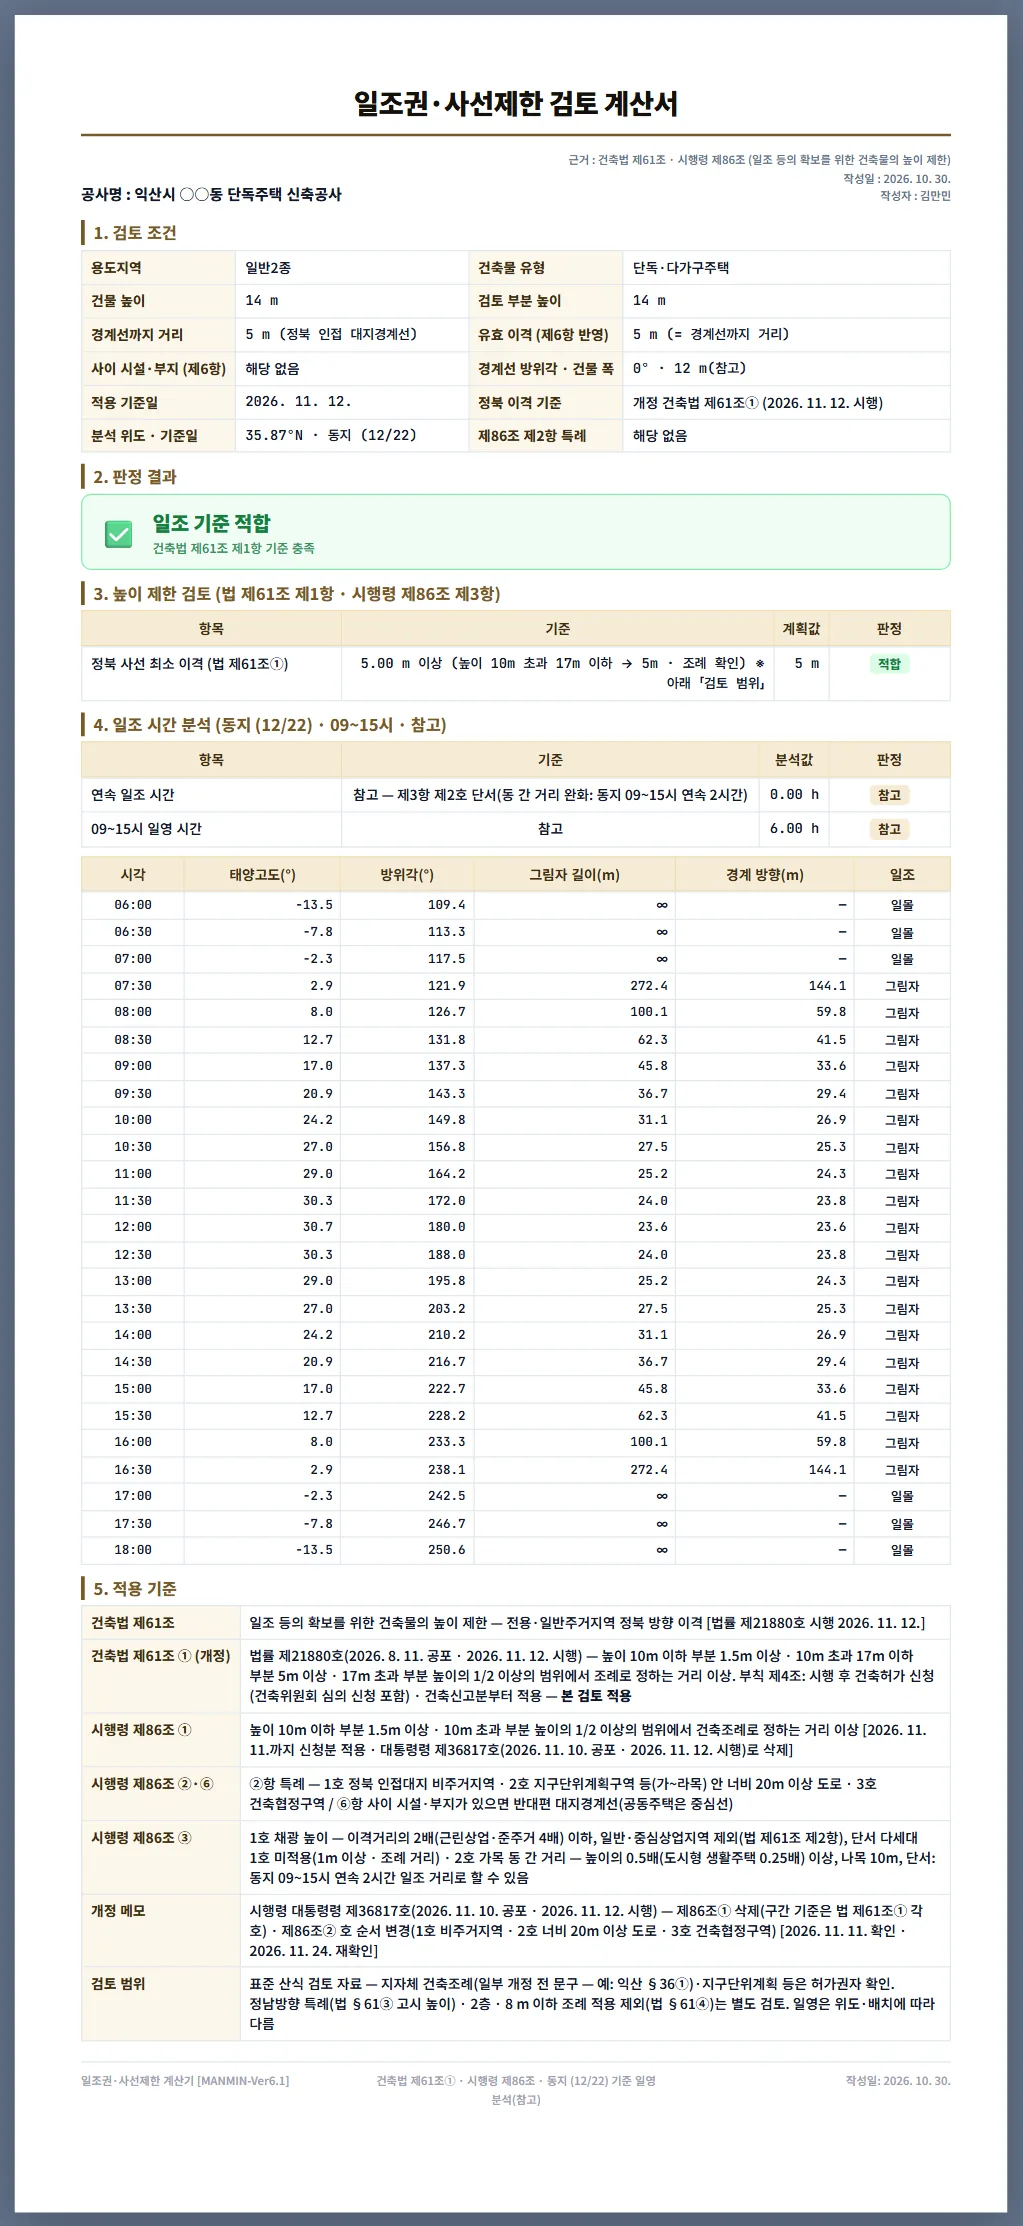 일조권·사선제한 검토 계산서
근거 : 건축법 제61조 · 시행령 제86조 (일조 등의 확보를 위한 건축물의 높이 제한)
작성일 : 2026. 10. 30.
공사명 : 익산시 〇〇동 단독주택 신축공사
작성자 : 김만민
1. 검토 조건
용도지역 일반2종 건축물 유형 단독·다가구주택
건물 높이 14 m 검토 부분 높이 14 m
경계선까지 거리 5 m (정북 인접 대지경계선) 유효 이격 (제6항 반영) 5 m (= 경계선까지 거리)
사이 시설·부지 (제6항) 해당 없음 경계선 방위각 · 건물 폭 0° · 12 m(참고)
적용 기준일 2026. 11. 12. 정북 이격 기준 개정 건축법 제61조① (2026. 11. 12. 시행)
분석 위도 · 기준일 35.87°N · 동지 (12/22) 제86조 제2항 특례 해당 없음
2. 판정 결과
✅ 일조 기준 적합
건축법 제61조 제1항 기준 충족
3. 높이 제한 검토 (법 제61조 제1항 · 시행령 제86조 제3항)
항목 기준 계획값 판정
정북 사선 최소 이격 (법 제61조①) 5.00 m 이상 (높이 10m 초과 17m 이하 → 5m · 조례 확인) ※ 5 m 적합
아래 「검토 범위」
4. 일조 시간 분석 (동지 (12/22) · 09~15시 · 참고)
항목 기준 분석값 판정
연속 일조 시간 참고 — 제3항 제2호 단서(동 간 거리 완화: 동지 09~15시 연속 2시간) 0.00 h 참고
09~15시 일영 시간 참고 6.00 h 참고
시각 태양고도(°) 방위각(°) 그림자 길이(m) 경계 방향(m) 일조
06:00 -13.5 109.4 ∞ — 일몰
06:30 -7.8 113.3 ∞ — 일몰
07:00 -2.3 117.5 ∞ — 일몰
07:30 2.9 121.9 272.4 144.1 그림자
08:00 8.0 126.7 100.1 59.8 그림자
08:30 12.7 131.8 62.3 41.5 그림자
09:00 17.0 137.3 45.8 33.6 그림자
09:30 20.9 143.3 36.7 29.4 그림자
10:00 24.2 149.8 31.1 26.9 그림자
10:30 27.0 156.8 27.5 25.3 그림자
11:00 29.0 164.2 25.2 24.3 그림자
11:30 30.3 172.0 24.0 23.8 그림자
12:00 30.7 180.0 23.6 23.6 그림자
12:30 30.3 188.0 24.0 23.8 그림자
13:00 29.0 195.8 25.2 24.3 그림자
13:30 27.0 203.2 27.5 25.3 그림자
14:00 24.2 210.2 31.1 26.9 그림자
14:30 20.9 216.7 36.7 29.4 그림자
15:00 17.0 222.7 45.8 33.6 그림자
15:30 12.7 228.2 62.3 41.5 그림자
16:00 8.0 233.3 100.1 59.8 그림자
16:30 2.9 238.1 272.4 144.1 그림자
17:00 -2.3 242.5 ∞ — 일몰
17:30 -7.8 246.7 ∞ — 일몰
18:00 -13.5 250.6 ∞ — 일몰
5. 적용 기준
건축법 제61조 일조 등의 확보를 위한 건축물의 높이 제한 — 전용·일반주거지역 정북 방향 이격 [법률 제21880호 시행 2026. 11. 12.]
건축법 제61조 ① (개정) 법률 제21880호(2026. 8. 11. 공포 · 2026. 11. 12. 시행) — 높이 10m 이하 부분 1.5m 이상 · 10m 초과 17m 이하
부분 5m 이상 · 17m 초과 부분 높이의 1/2 이상의 범위에서 조례로 정하는 거리 이상. 부칙 제4조: 시행 후 건축허가 신청
(건축위원회 심의 신청 포함) · 건축신고분부터 적용 — 본 검토 적용
시행령 제86조 ① 높이 10m 이하 부분 1.5m 이상 · 10m 초과 부분 높이의 1/2 이상의 범위에서 건축조례로 정하는 거리 이상 [2026. 11.
11.까지 신청분 적용 · 대통령령 제36817호(2026. 11. 10. 공포 · 2026. 11. 12. 시행)로 삭제]
시행령 제86조 ②·⑥ ②항 특례 — 1호 정북 인접대지 비주거지역 · 2호 지구단위계획구역 등(가~라목) 안 너비 20m 이상 도로 · 3호
건축협정구역 / ⑥항 사이 시설·부지가 있으면 반대편 대지경계선(공동주택은 중심선)
시행령 제86조 ③ 1호 채광 높이 — 이격거리의 2배(근린상업·준주거 4배) 이하, 일반·중심상업지역 제외(법 제61조 제2항), 단서 다세대
1호 미적용(1m 이상 · 조례 거리) · 2호 가목 동 간 거리 — 높이의 0.5배(도시형 생활주택 0.25배) 이상, 나목 10m, 단서:
동지 09~15시 연속 2시간 일조 거리로 할 수 있음
개정 메모 시행령 대통령령 제36817호(2026. 11. 10. 공포 · 2026. 11. 12. 시행) — 제86조① 삭제(구간 기준은 법 제61조① 각
호) · 제86조② 호 순서 변경(1호 비주거지역 · 2호 너비 20m 이상 도로 · 3호 건축협정구역) [2026. 11. 11. 확인 ·
2026. 11. 24. 재확인]
검토 범위 표준 산식 검토 자료 — 지자체 건축조례(일부 개정 전 문구 — 예: 익산 §36①)·지구단위계획 등은 허가권자 확인.
정남방향 특례(법 §61③ 고시 높이) · 2층 · 8 m 이하 조례 적용 제외(법 §61④)는 별도 검토. 일영은 위도·배치에 따라
다름
일조권·사선제한 계산기 [MANMIN-Ver6.1] 건축법 제61조① · 시행령 제86조 · 동지 (12/22) 기준 일영 작성일: 2026. 10. 30.
분석(참고)